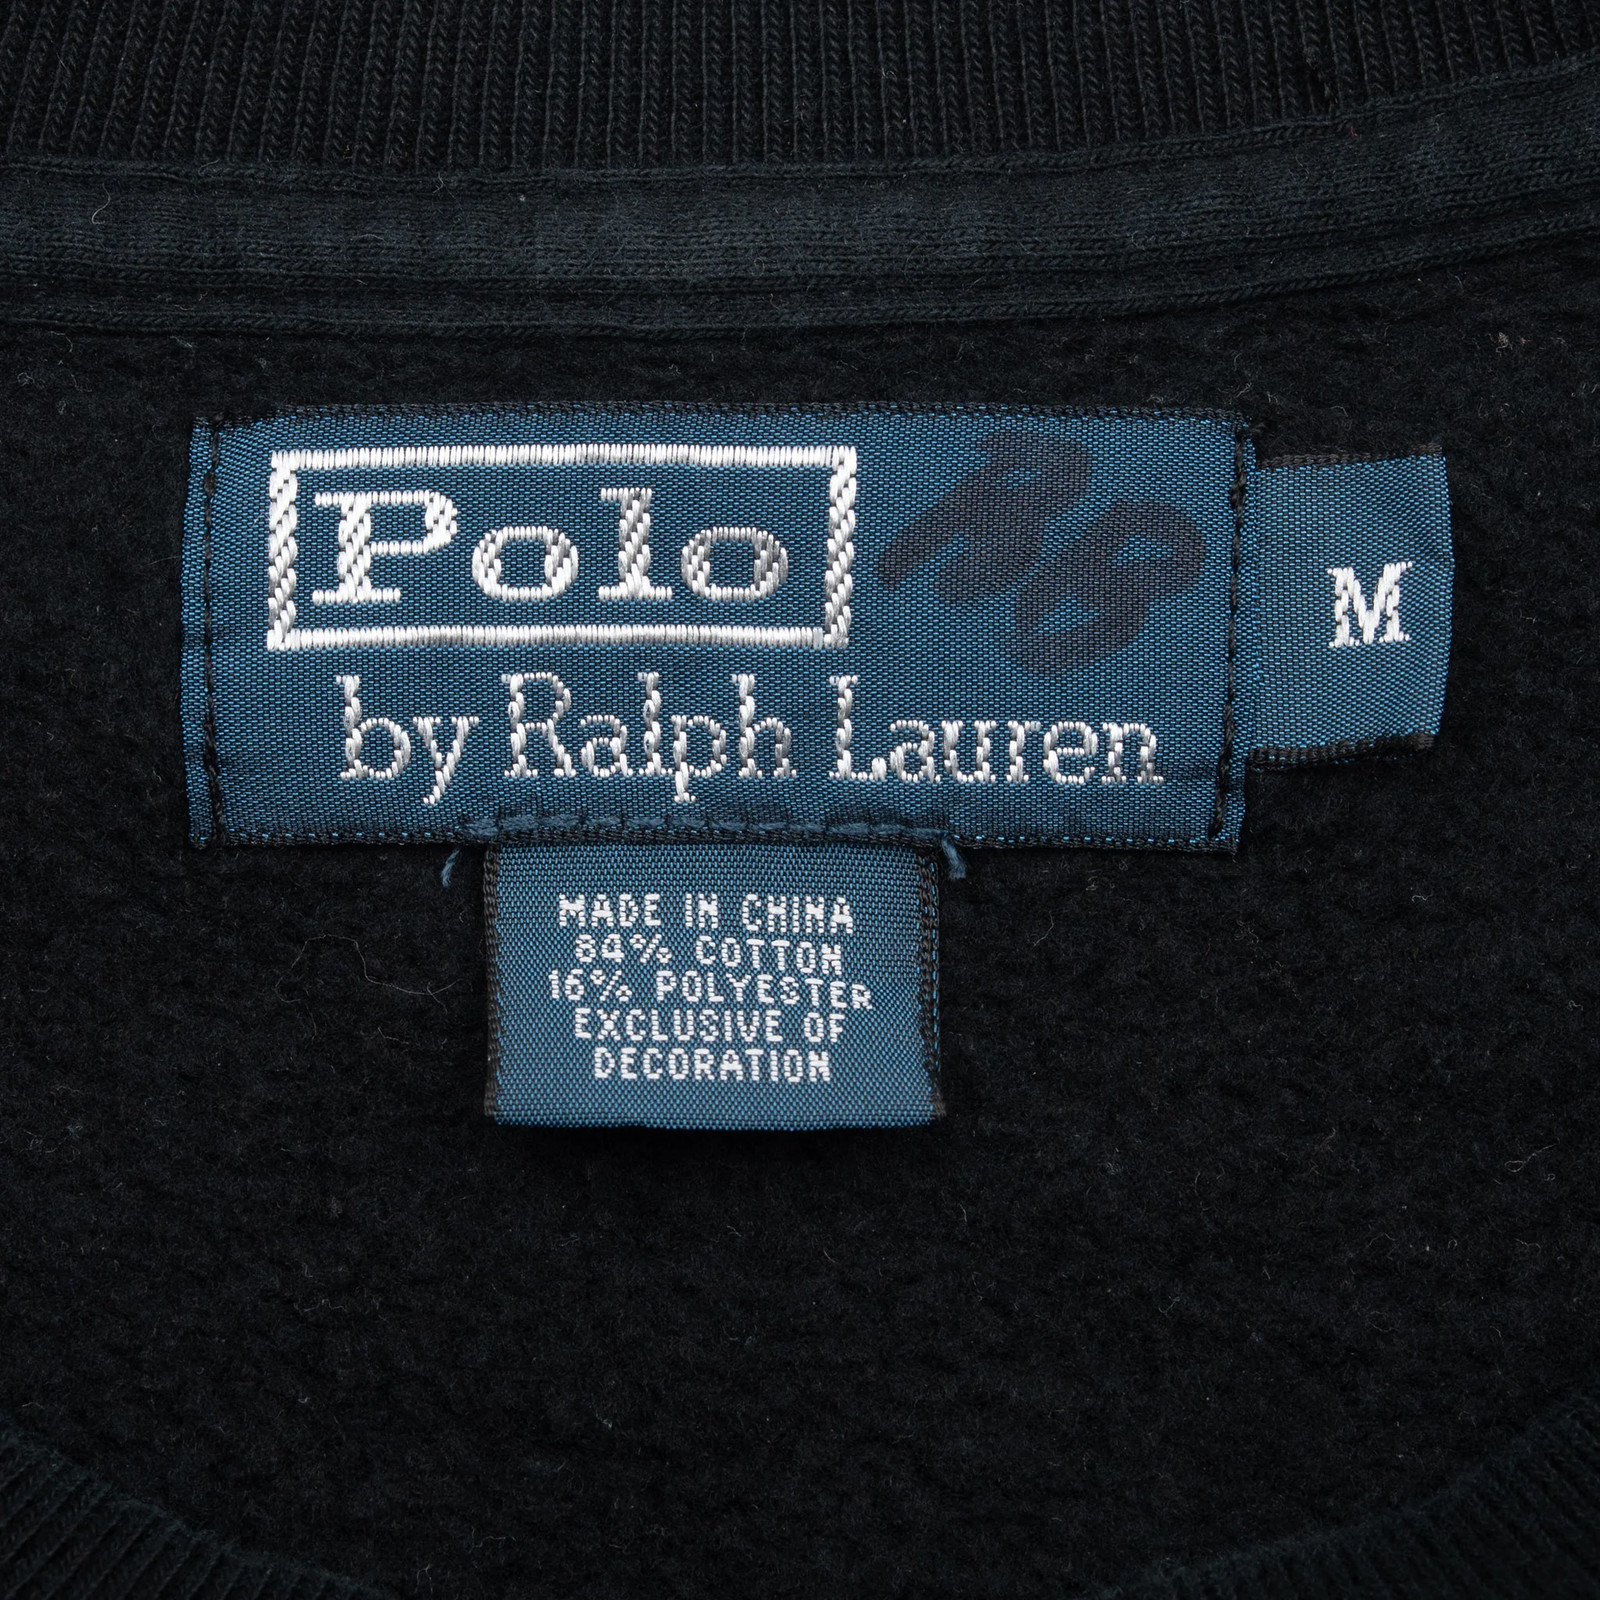 Polo
by Ralph Lauren
M
MADE IN CHINA
84% COTTON
16% POLYESTER
EXCLUSIVE OF
DECORATION